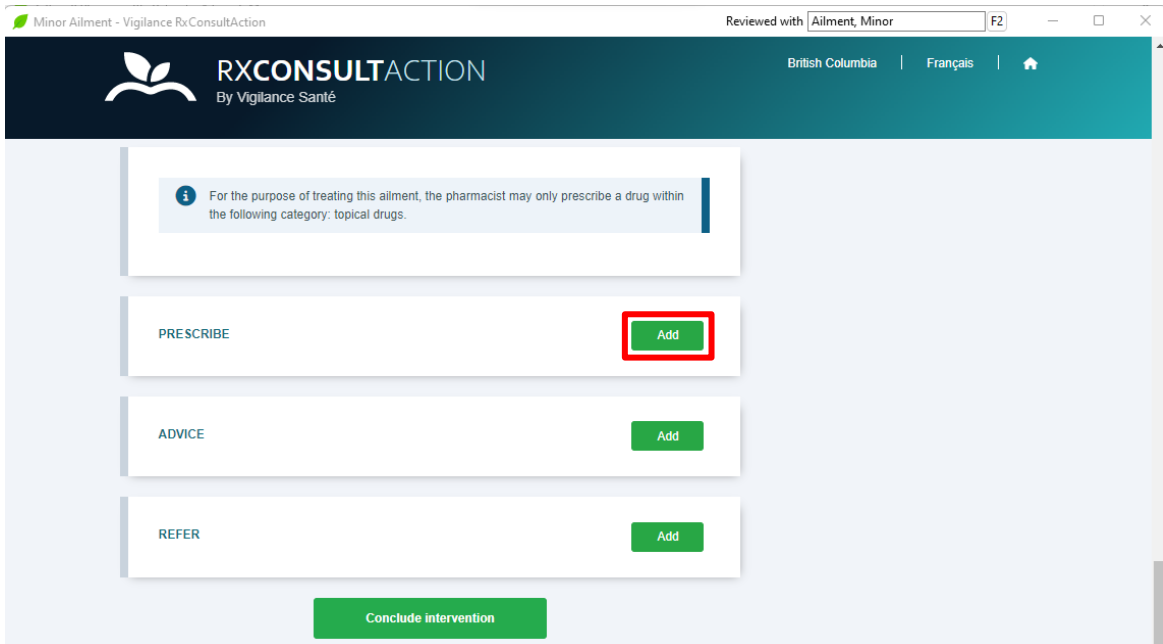 Minor Ailment - Vigilance RxConsultAction
Reviewed with Ailment, Minor F2
RXCONSULTACTION
By Vigilance Santé
British Columbia | Français |
For the purpose of treating this ailment, the pharmacist may only prescribe a drug within
the following category: topical drugs.
PRESCRIBE Add
ADVICE Add
REFER Add
Conclude intervention